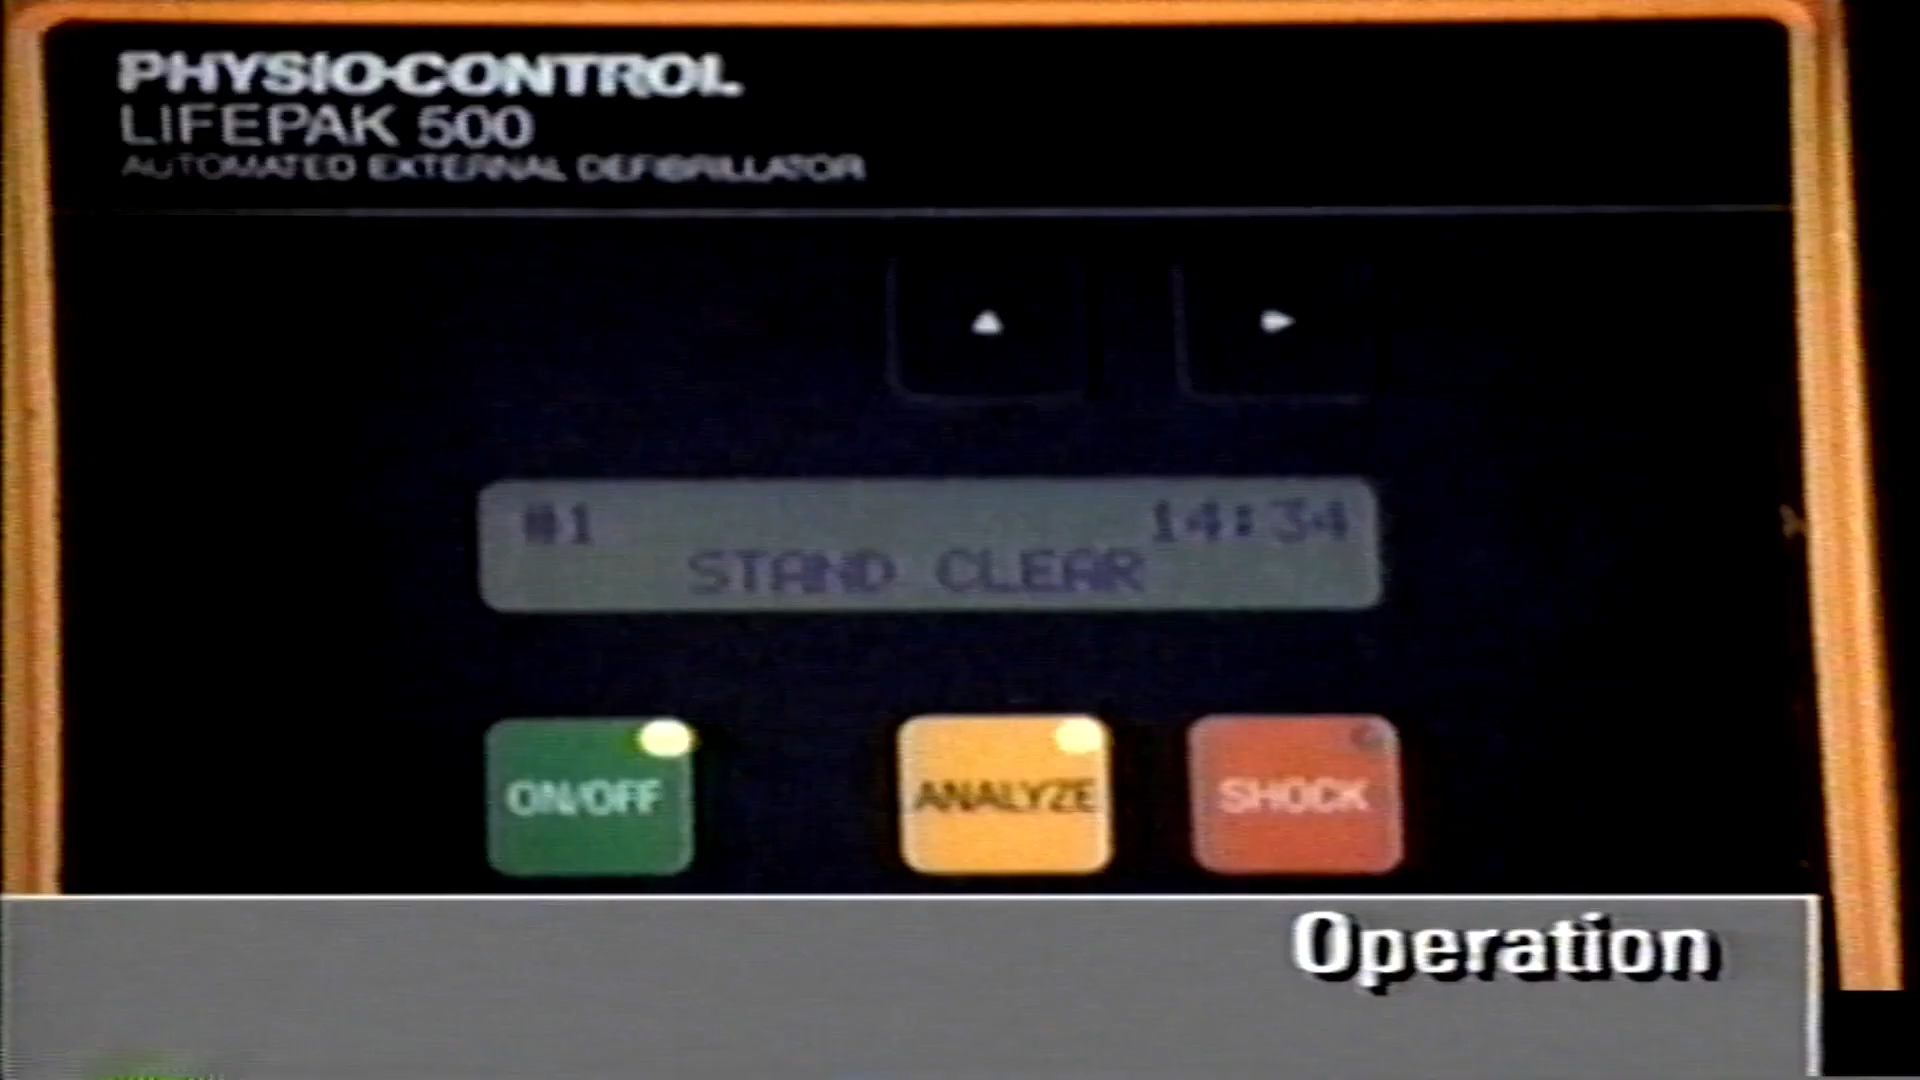 PHYSIO-CONTROL
LIFEPAK 500
AUTOMATED EXTERNAL DEFIBRILLATOR
#1 14:34
STAND CLEAR
ON/OFF ANALYZE SHOCK
Operation